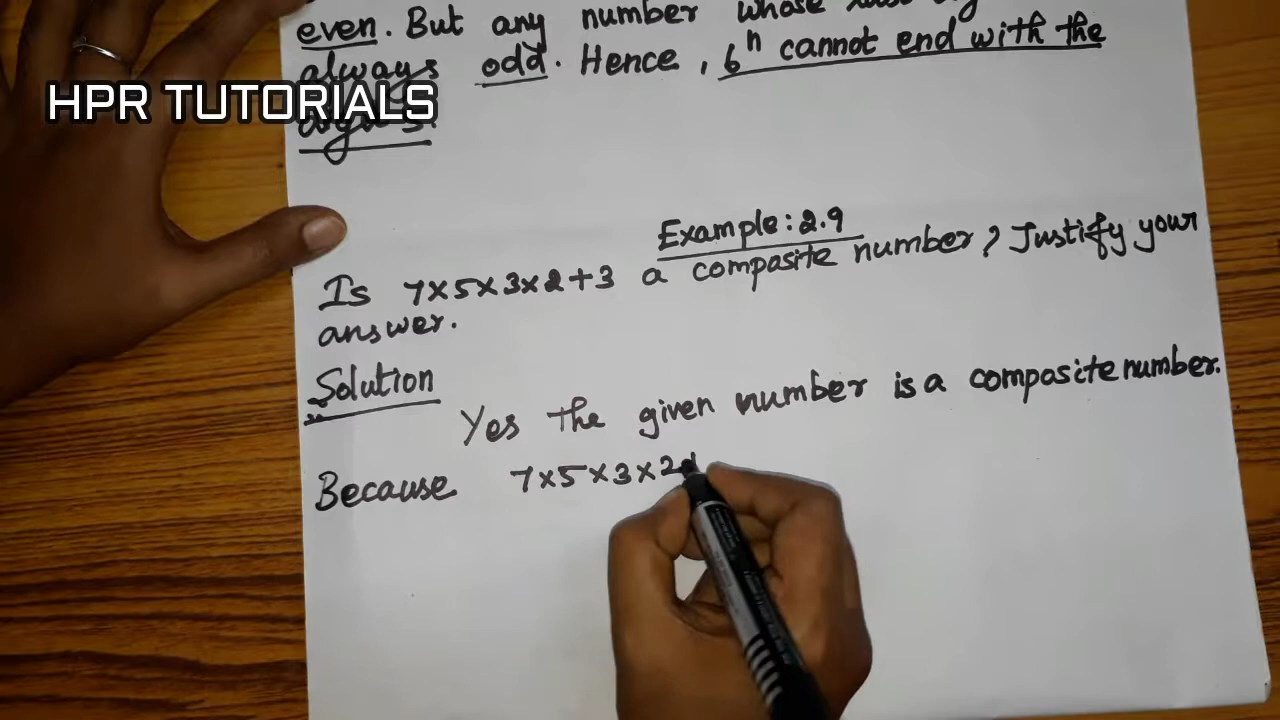 even. But any number whose
always odd. Hence, 6ⁿ cannot end with the
HPR TUTORIALS
Example: 2.9
Is 7×5×3×2+3 a composite number? Justify your
answer.
Solution
Yes the given number is a composite number.
Because 7×5×3×2